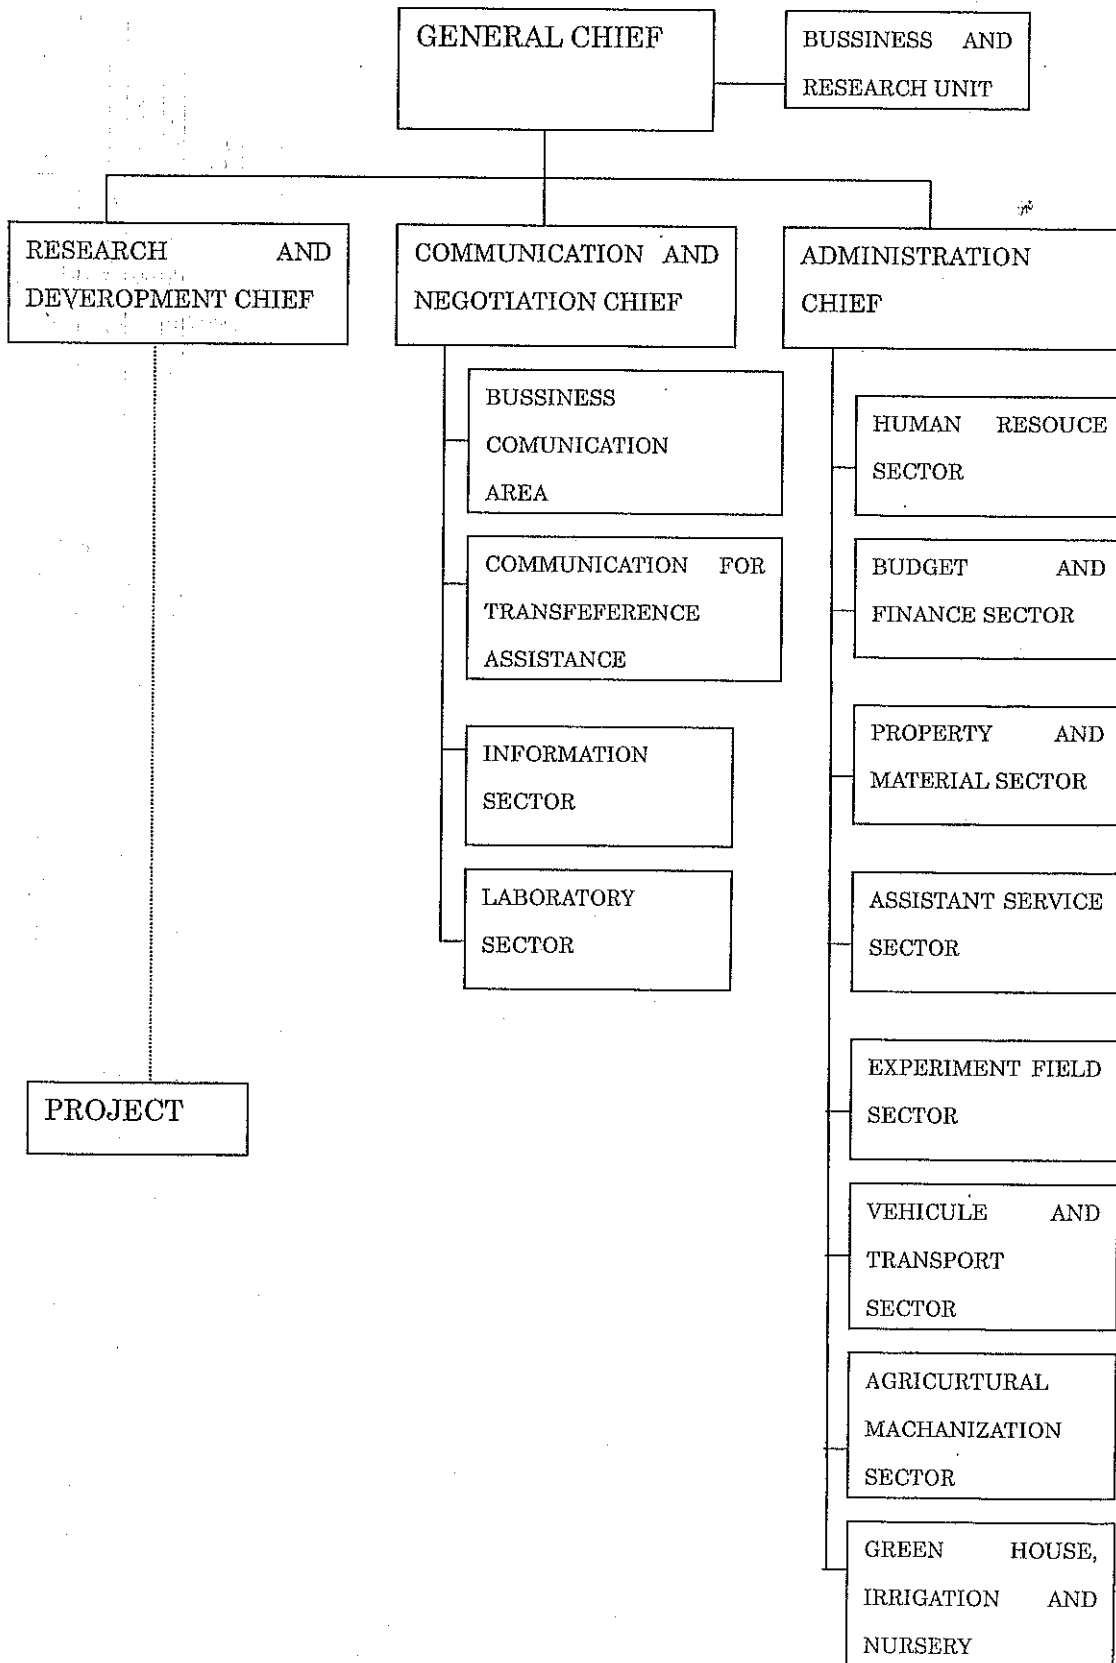 GENERAL CHIEF
BUSSINESS AND
RESEARCH UNIT
RESEARCH AND
DEVEROPMENT CHIEF
COMMUNICATION AND
NEGOTIATION CHIEF
ADMINISTRATION
CHIEF
BUSSINESS
COMUNICATION
AREA
COMMUNICATION FOR
TRANSFEFERENCE
ASSISTANCE
INFORMATION
SECTOR
LABORATORY
SECTOR
HUMAN RESOUCE
SECTOR
BUDGET AND
FINANCE SECTOR
PROPERTY AND
MATERIAL SECTOR
ASSISTANT SERVICE
SECTOR
EXPERIMENT FIELD
SECTOR
VEHICULE AND
TRANSPORT
SECTOR
AGRICURTURAL
MACHANIZATION
SECTOR
GREEN HOUSE,
IRRIGATION AND
NURSERY
PROJECT